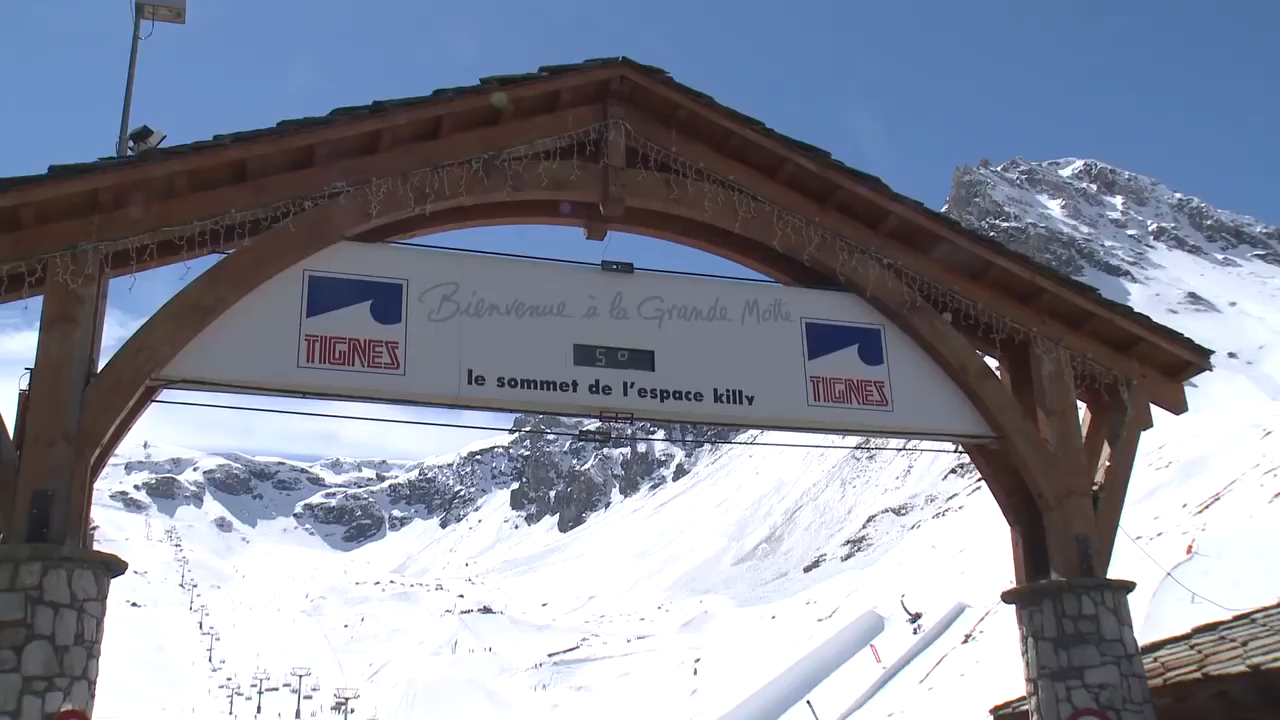 Bienvenue à la Grande Motte
TIGNES
5°
le sommet de l'espace killy
TIGNES